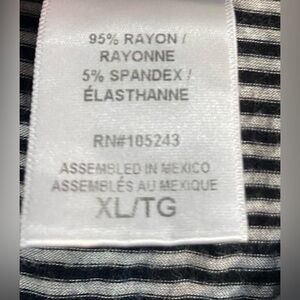 95% RAYON /
RAYONNE
5% SPANDEX /
ÉLASTHANNE
RN#105243
ASSEMBLED IN MEXICO
ASSEMBLÉS AU MEXIQUE
XL/TG